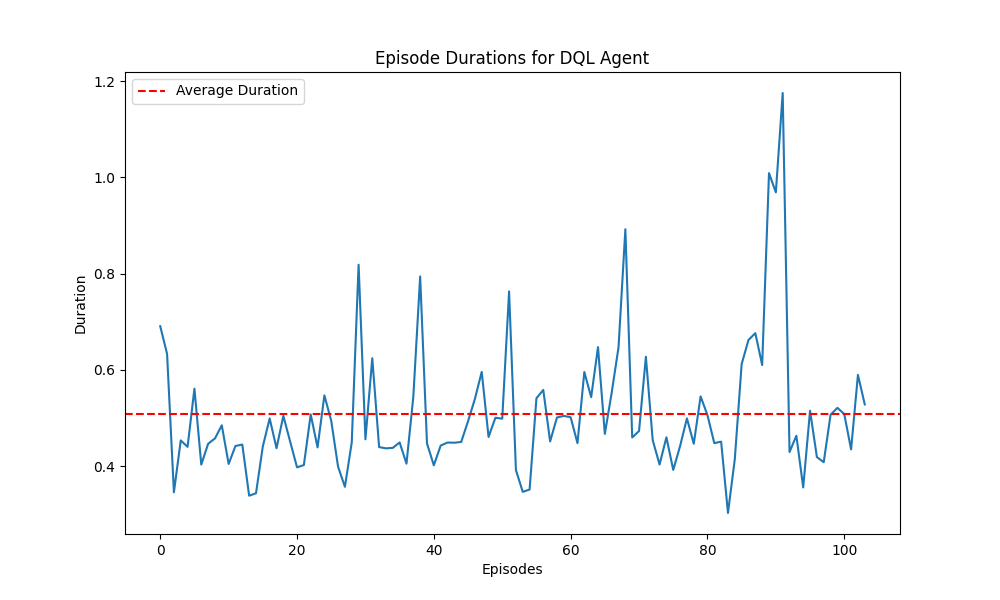 Episode Durations for DQL Agent
Average Duration
1.2
1.0
0.8
0.6
0.4
Duration
0 20 40 60 80 100
Episodes